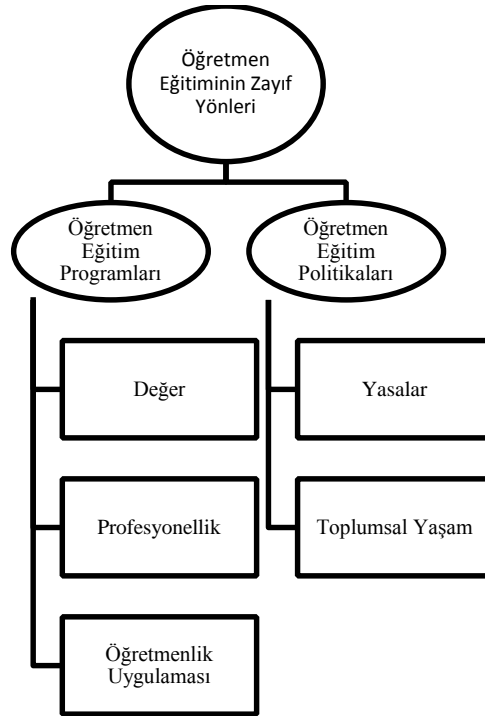 Öğretmen
Eğitiminin Zayıf
Yönleri
Öğretmen
Eğitim
Programları
Öğretmen
Eğitim
Politikaları
Değer
Profesyonellik
Öğretmenlik
Uygulaması
Yasalar
Toplumsal Yaşam